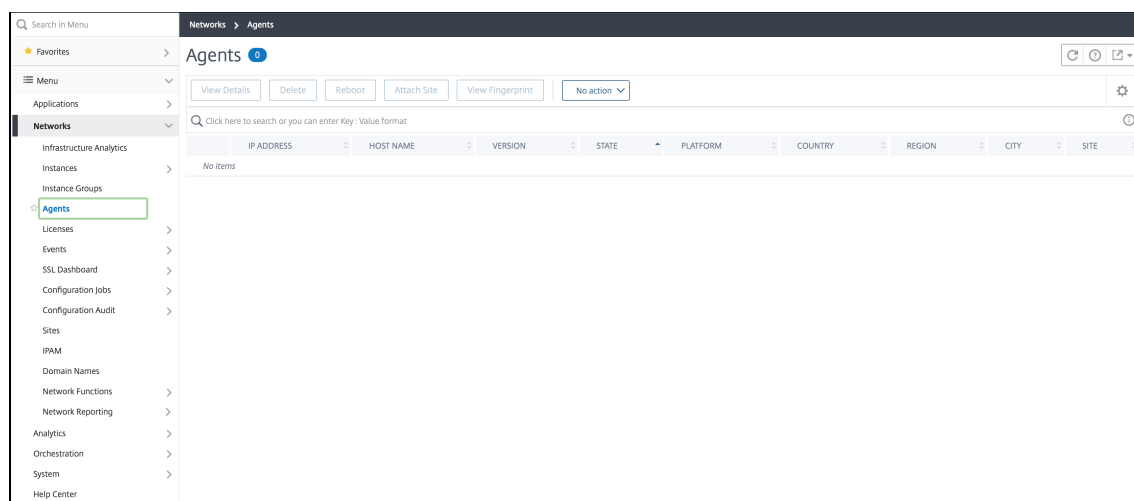 Search in Menu
Networks > Agents
Favorites
Agents 0
Menu
View Details Delete Reboot Attach Site View Fingerprint No action
Applications
Click here to search or you can enter Key : Value format
Networks
IP ADDRESS HOST NAME VERSION STATE PLATFORM COUNTRY REGION CITY SITE
Infrastructure Analytics
No items
Instances
Instance Groups
Agents
Licenses
Events
SSL Dashboard
Configuration Jobs
Configuration Audit
Sites
IPAM
Domain Names
Network Functions
Network Reporting
Analytics
Orchestration
System
Help Center